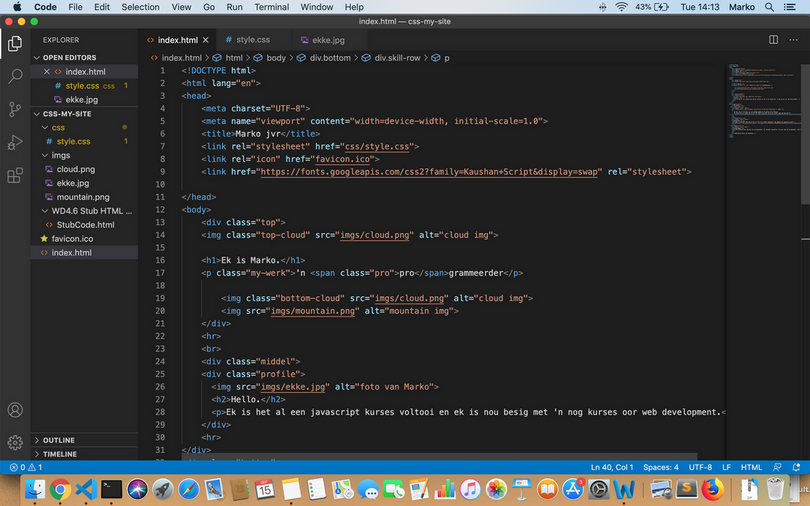 Code File Edit Selection View Go Run Terminal Window Help 43% Tue 14:13 Marko
index.html — css-my-site
EXPLORER
OPEN EDITORS
index.html
style.css css 1
ekke.jpg
CSS-MY-SITE
css
style.css 1
imgs
cloud.png
ekke.jpg
mountain.png
WD4.6 Stub HTML ...
StubCode.html
favicon.ico
index.html
OUTLINE
TIMELINE
index.html style.css ekke.jpg
index.html > html > body > div.bottom > div.skill-row > p
1 <!DOCTYPE html>
2 <html lang="en">
3 <head>
4 <meta charset="UTF-8">
5 <meta name="viewport" content="width=device-width, initial-scale=1.0">
6 <title>Marko jvr</title>
7 <link rel="stylesheet" href="css/style.css">
8 <link rel="icon" href="favicon.ico">
9 <link href="https://fonts.googleapis.com/css2?family=Kaushan+Script&display=swap" rel="stylesheet">
10
11 </head>
12 <body>
13 <div class="top">
14 <img class="top-cloud" src="imgs/cloud.png" alt="cloud img">
15
16 <h1>Ek is Marko.</h1>
17 <p class="my-werk">'n <span class="pro">pro</span>grammeerder</p>
18
19 <img class="bottom-cloud" src="imgs/cloud.png" alt="cloud img">
20 <img src="imgs/mountain.png" alt="mountain img">
21 </div>
22 <hr>
23 <br>
24 <div class="middel">
25 <div class="profile">
26 <img src="imgs/ekke.jpg" alt="foto van Marko">
27 <h2>Hello.</h2>
28 <p>Ek is het al een javascript kurses voltooi en ek is nou besig met 'n nog kurses oor web development.<
29 </div>
30 <hr>
31 </div>
0 1 Ln 40, Col 1 Spaces: 4 UTF-8 LF HTML